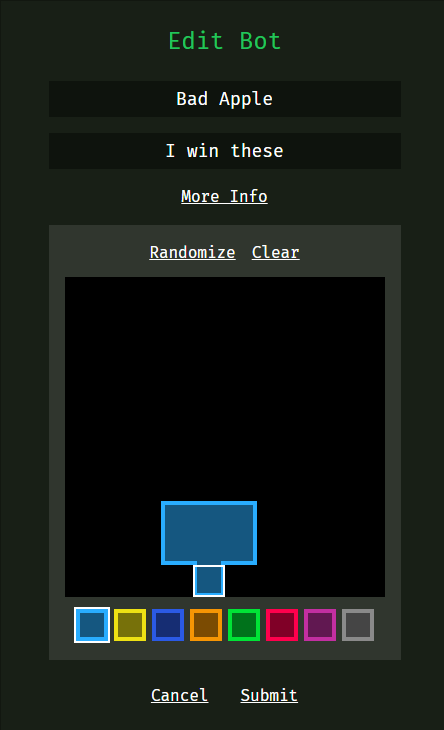 Edit Bot
Bad Apple
I win these
More Info
Randomize Clear
Cancel Submit